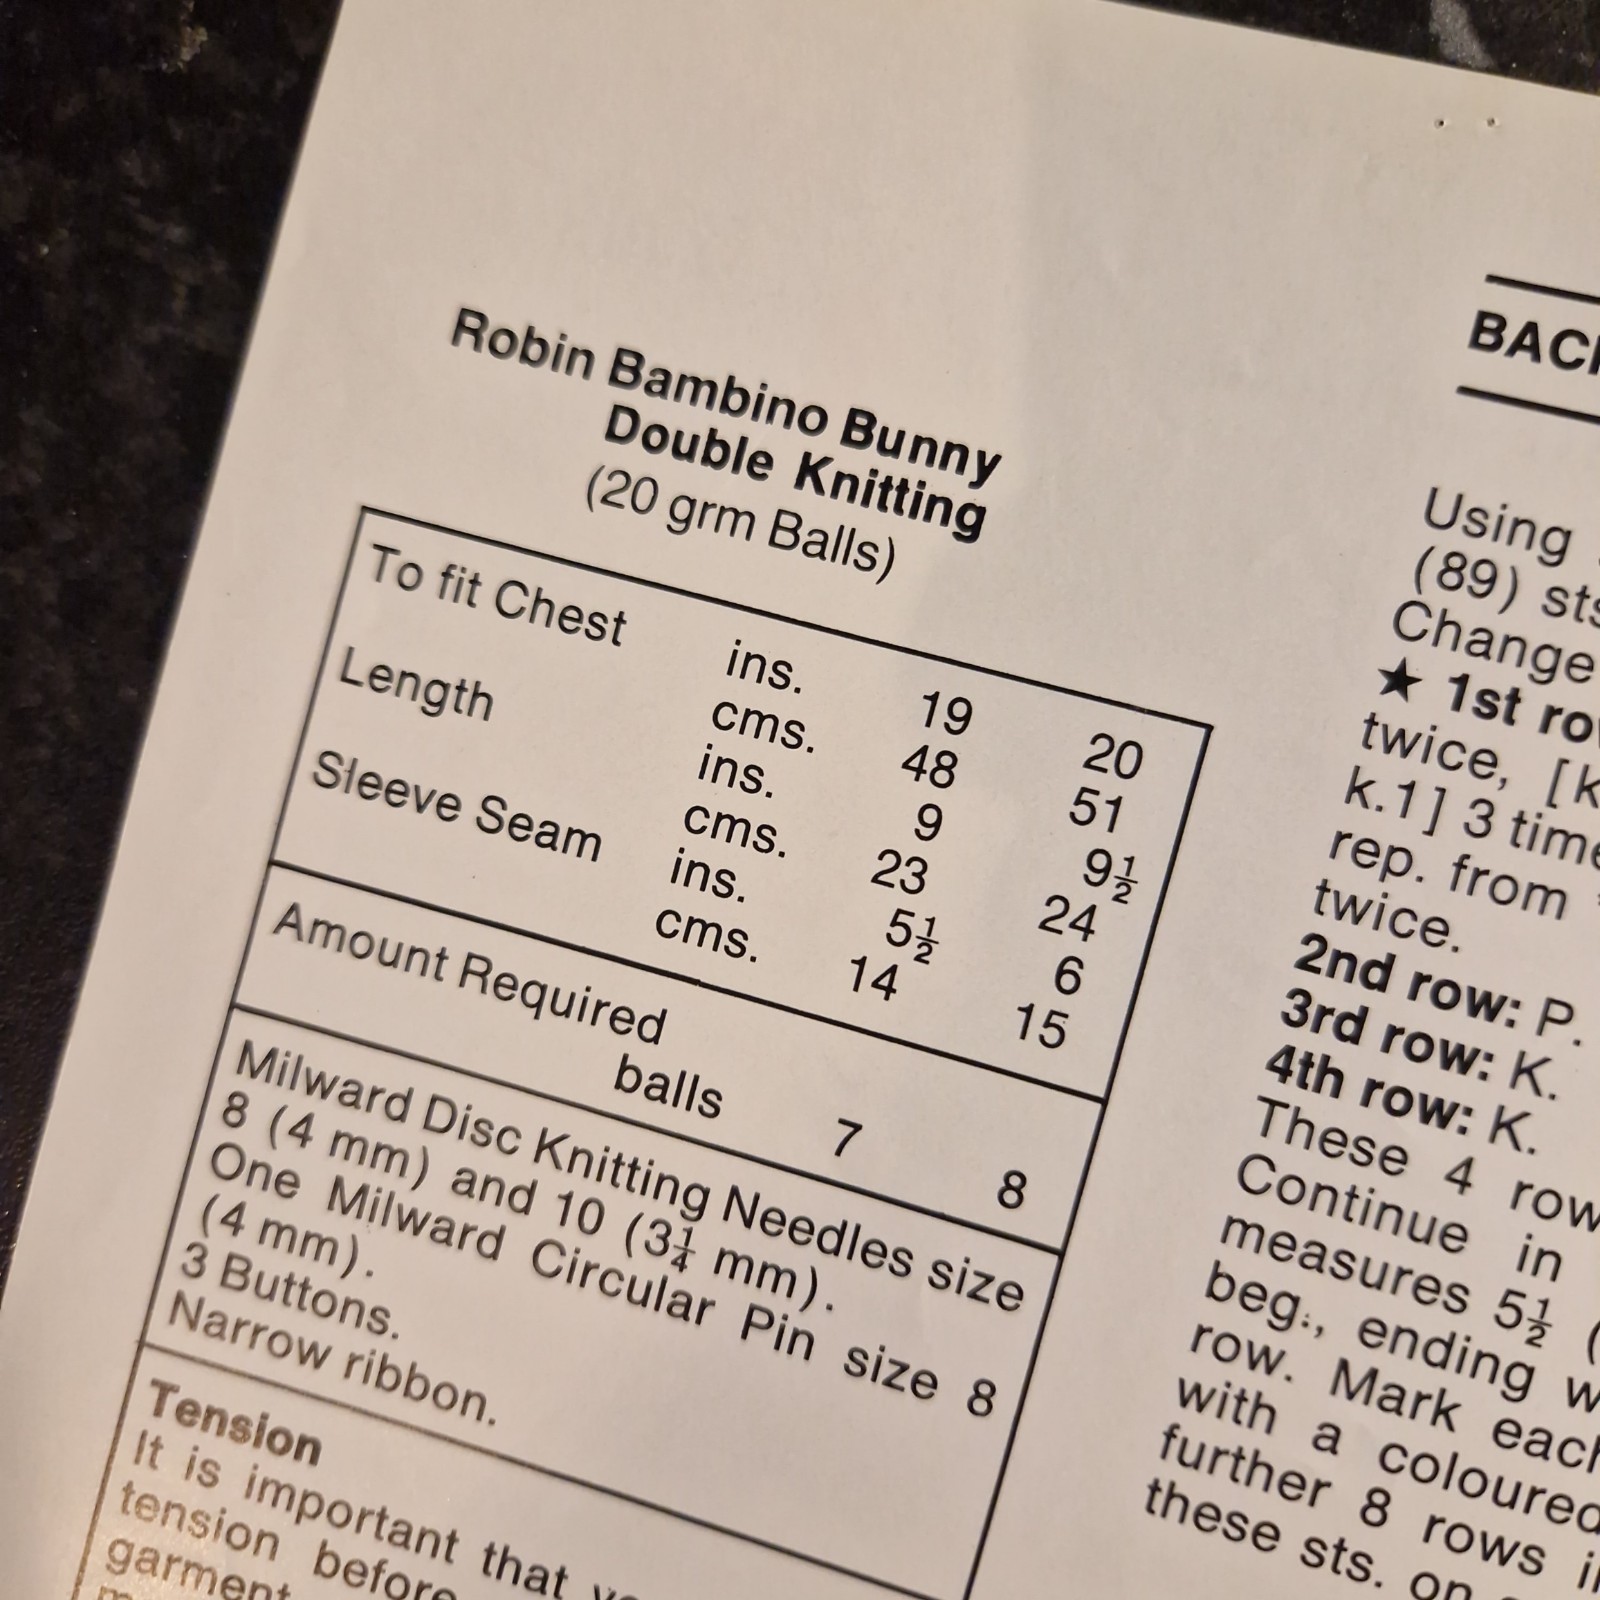 Robin Bambino Bunny
Double Knitting
(20 grm Balls)
To fit Chest ins. 19 20
cms. 48 51
Length ins. 9 9½
cms. 23 24
Sleeve Seam ins. 5½ 6
cms. 14 15
Amount Required
balls 7 8
Milward Disc Knitting Needles size
8 (4 mm) and 10 (3¼ mm).
One Milward Circular Pin size 8
(4 mm).
3 Buttons.
Narrow ribbon.
Tension
It is important that
tension before
garment
Using
(89) sts
Change
★ 1st
twice, [k
k.1] 3
rep. from
twice.
2nd row: P.
3rd row: K.
4th row: K.
These 4
Continue in
measures 5½ (
beg., ending
row. Mark
with a coloured
further 8 rows
these sts. on